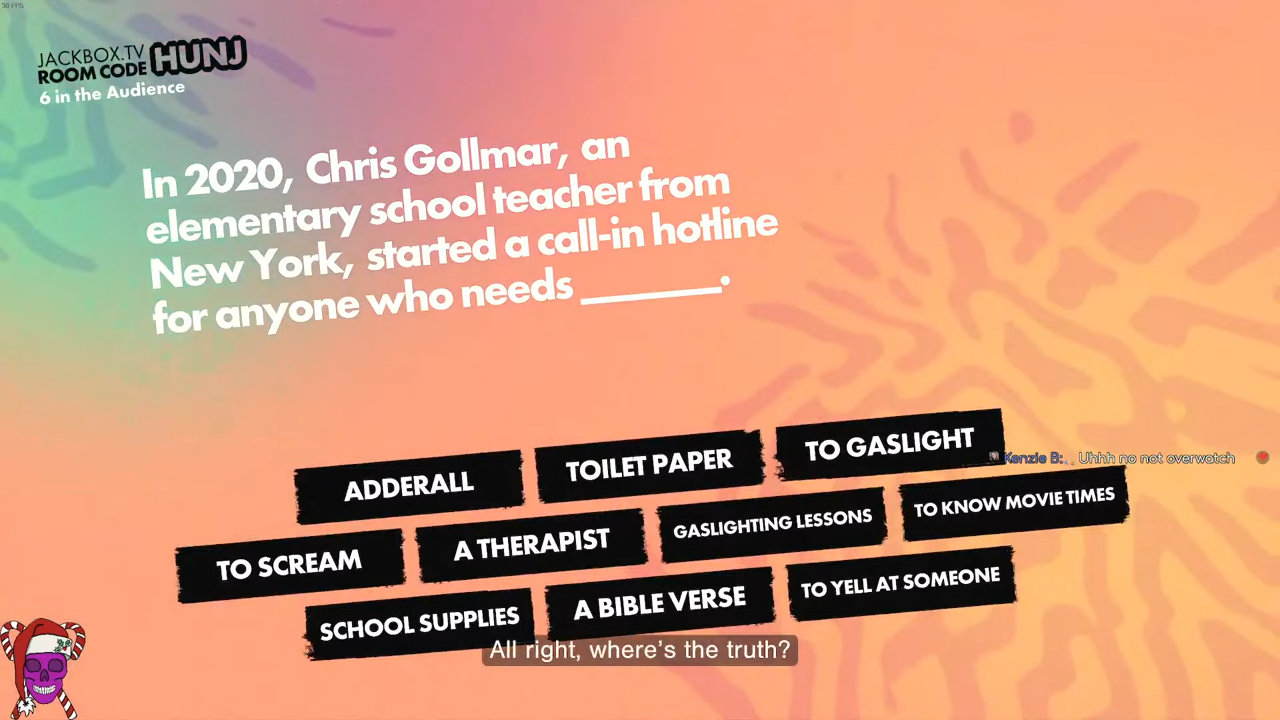 36 FPS
JACKBOX.TV
ROOM CODE HUNJ
6 in the Audience
In 2020, Chris Gollmar, an
elementary school teacher from
New York, started a call-in hotline
for anyone who needs ______.
ADDERALL
TOILET PAPER
TO GASLIGHT
Kenzie B: Uhhh no not overwatch
TO SCREAM
A THERAPIST
GASLIGHTING LESSONS
TO KNOW MOVIE TIMES
SCHOOL SUPPLIES
A BIBLE VERSE
TO YELL AT SOMEONE
All right, where's the truth?